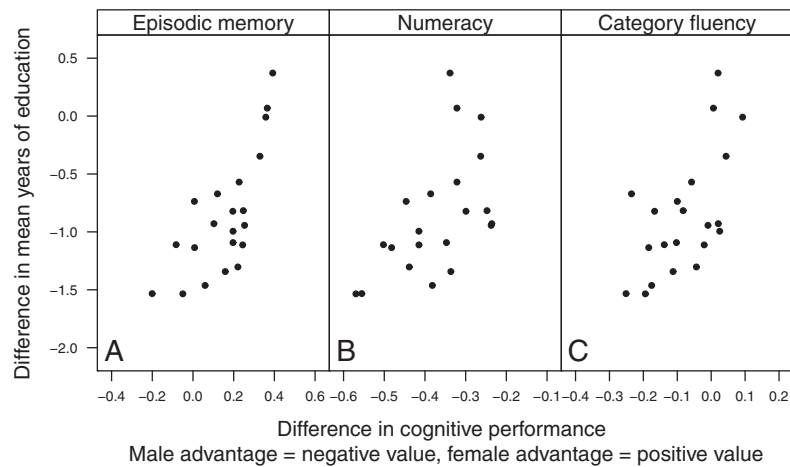 Episodic memory Numeracy Category fluency
Difference in mean years of education
0.5
0.0
−0.5
−1.0
−1.5
−2.0
A B C
−0.4 −0.2 0.0 0.2 0.4 0.6 −0.6 −0.5 −0.4 −0.3 −0.2 −0.1 −0.4 −0.3 −0.2 −0.1 0.0 0.1 0.2
Difference in cognitive performance
Male advantage = negative value, female advantage = positive value